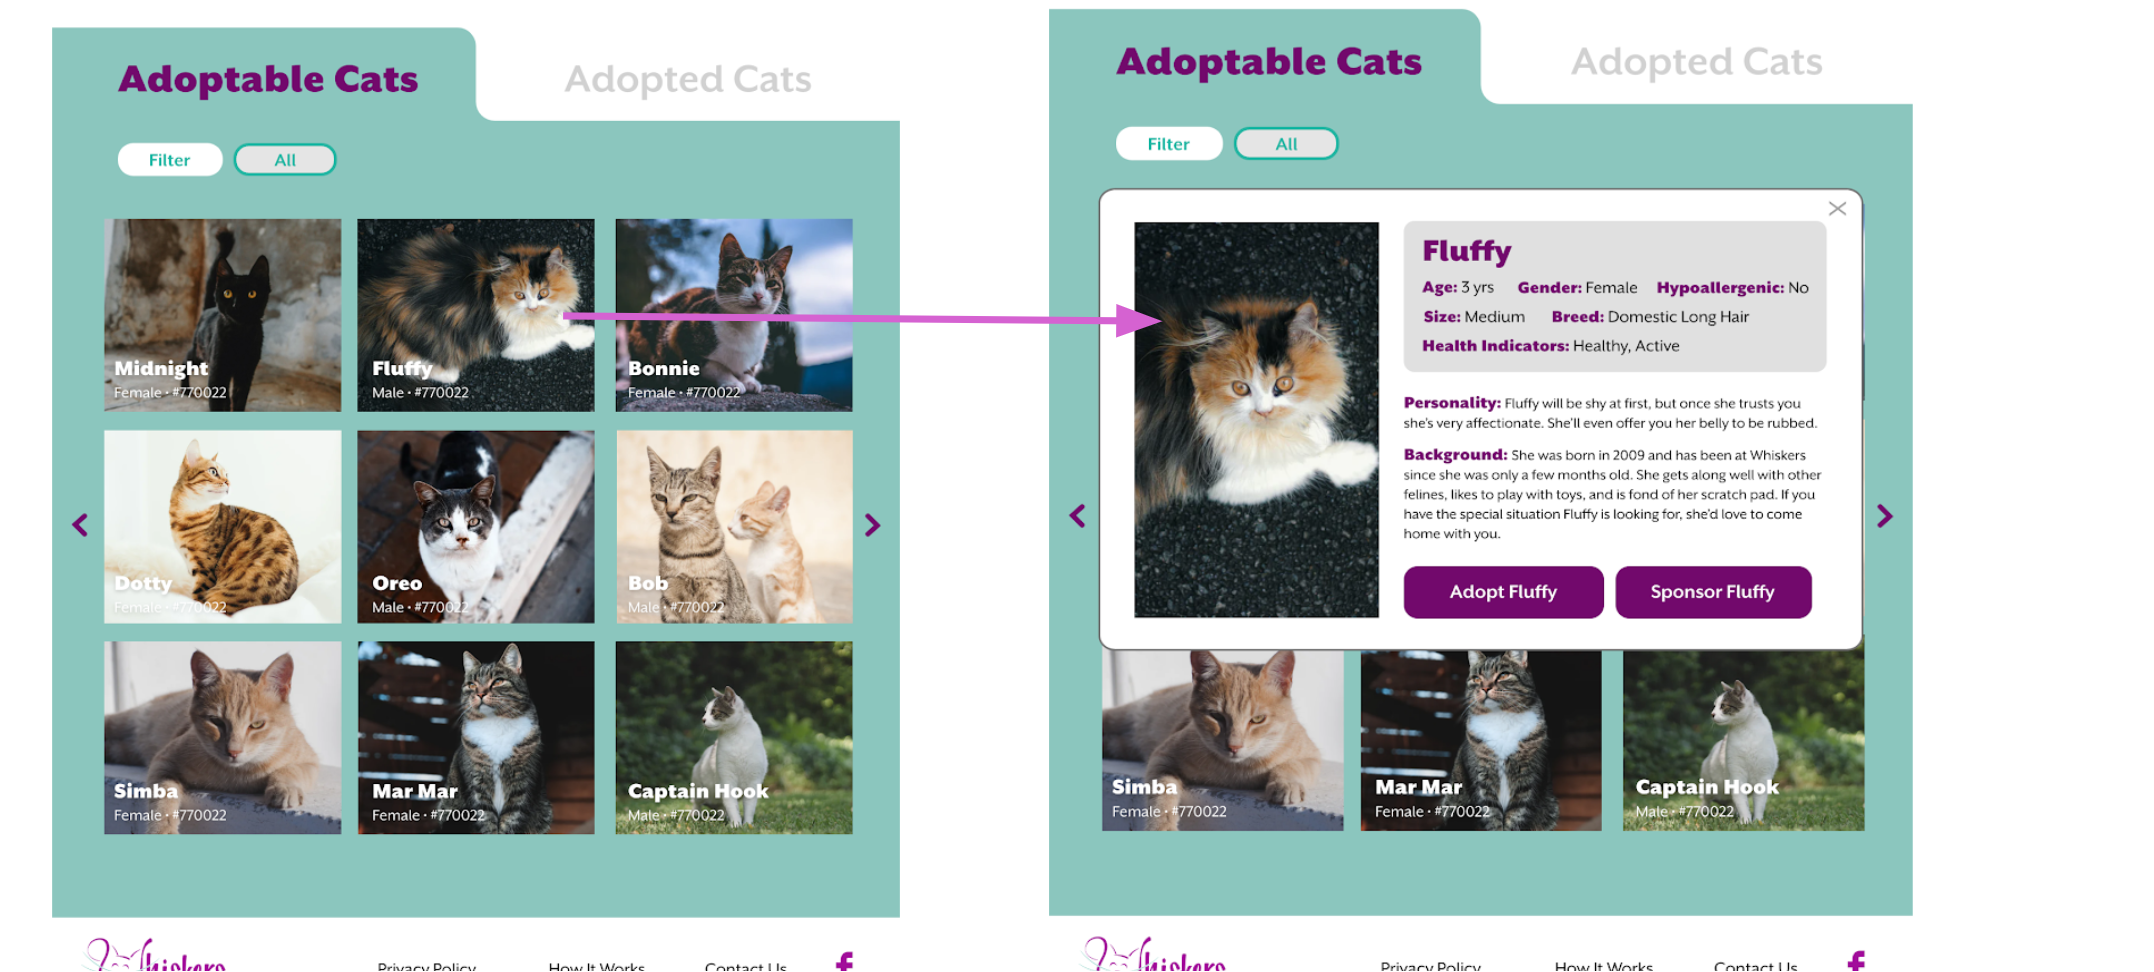 Adoptable Cats
Adopted Cats
Filter
All
Midnight
Female • #770022
Fluffy
Male • #770022
Bonnie
Female • #770022
Dotty
Female • #770022
Oreo
Male • #770022
Bob
Male • #770022
Simba
Female • #770022
Mar Mar
Female • #770022
Captain Hook
Male • #770022
Whiskers
Privacy Policy
How It Works
Contact Us
f
Adoptable Cats
Adopted Cats
Filter
All
Fluffy
Age: 3 yrs Gender: Female Hypoallergenic: No
Size: Medium Breed: Domestic Long Hair
Health Indicators: Healthy, Active
Personality: Fluffy will be shy at first, but once she trusts you
she's very affectionate. She'll even offer you her belly to be rubbed.
Background: She was born in 2009 and has been at Whiskers
since she was only a few months old. She gets along well with other
felines, likes to play with toys, and is fond of her scratch pad. If you
have the special situation Fluffy is looking for, she'd love to come
home with you.
Adopt Fluffy
Sponsor Fluffy
Simba
Female • #770022
Mar Mar
Female • #770022
Captain Hook
Male • #770022
Whiskers
Privacy Policy
How It Works
Contact Us
f